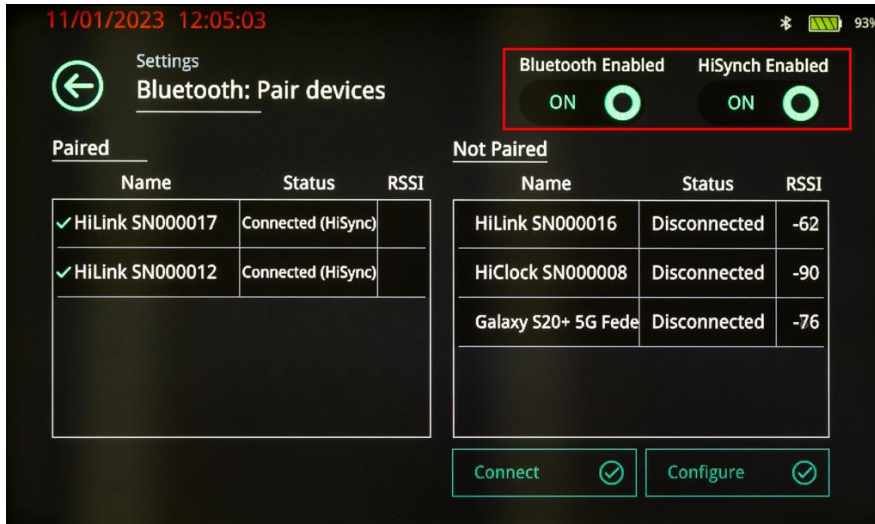 11/01/2023 12:05:03
93%
Settings
Bluetooth: Pair devices
Bluetooth Enabled
HiSynch Enabled
ON
ON
Paired
Name Status RSSI
HiLink SN000017 Connected (HiSync)
HiLink SN000012 Connected (HiSync)
Not Paired
Name Status RSSI
HiLink SN000016 Disconnected -62
HiClock SN000008 Disconnected -90
Galaxy S20+ 5G Fede Disconnected -76
Connect
Configure